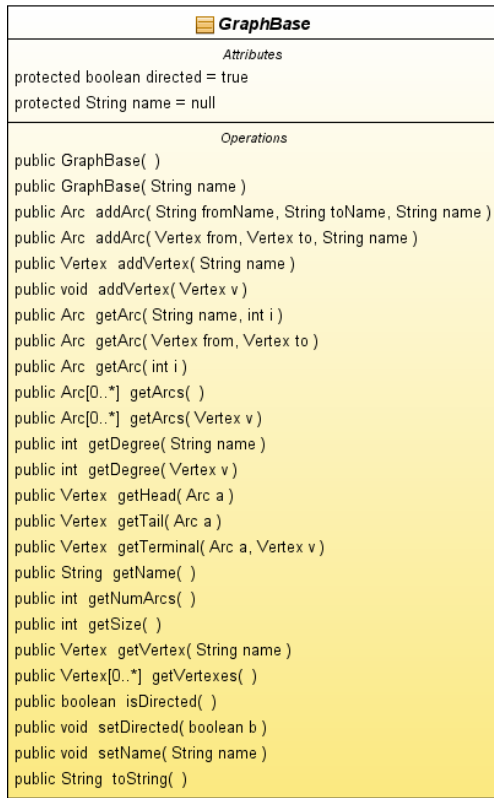 GraphBase
Attributes
protected boolean directed = true
protected String name = null
Operations
public GraphBase( )
public GraphBase( String name )
public Arc addArc( String fromName, String toName, String name )
public Arc addArc( Vertex from, Vertex to, String name )
public Vertex addVertex( String name )
public void addVertex( Vertex v )
public Arc getArc( String name, int i )
public Arc getArc( Vertex from, Vertex to )
public Arc getArc( int i )
public Arc[0..*] getArcs( )
public Arc[0..*] getArcs( Vertex v )
public int getDegree( String name )
public int getDegree( Vertex v )
public Vertex getHead( Arc a )
public Vertex getTail( Arc a )
public Vertex getTerminal( Arc a, Vertex v )
public String getName( )
public int getNumArcs( )
public int getSize( )
public Vertex getVertex( String name )
public Vertex[0..*] getVertexes( )
public boolean isDirected( )
public void setDirected( boolean b )
public void setName( String name )
public String toString( )